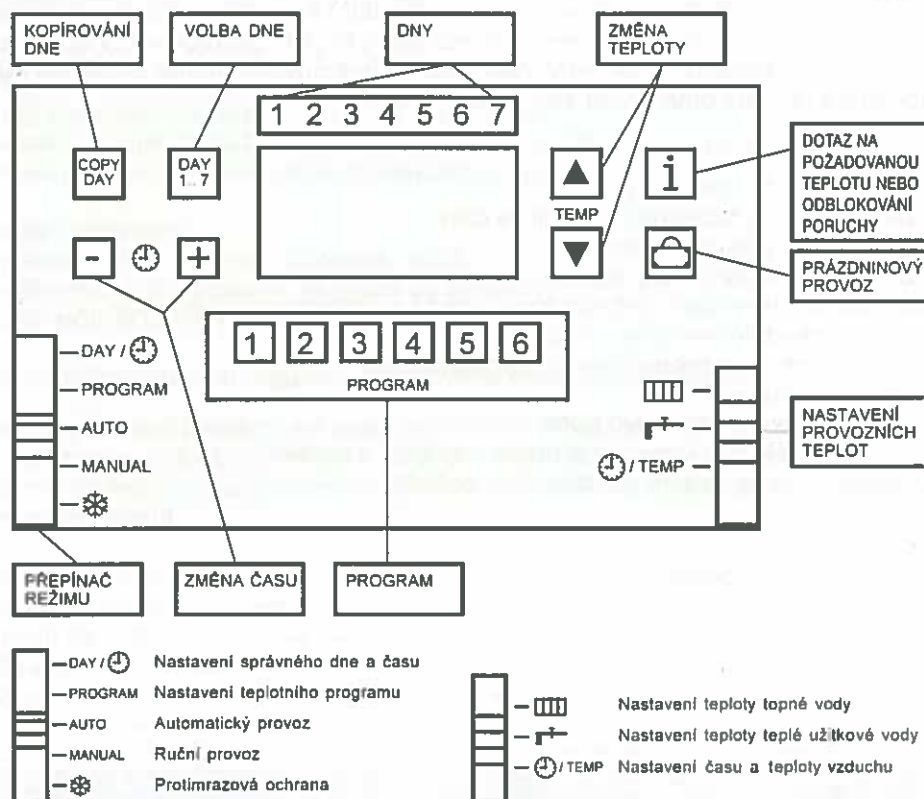 KOPÍROVÁNÍ
DNE
VOLBA DNE
DNY
ZMĚNA
TEPLOTY
1 2 3 4 5 6 7
COPY
DAY
DAY
1..7
TEMP
i
DOTAZ NA
POŽADOVANOU
TEPLOTU NEBO
ODBLOKOVÁNÍ
PORUCHY
- +
PRÁZDNINOVÝ
PROVOZ
DAY /
PROGRAM
AUTO
MANUAL
1 2 3 4 5 6
PROGRAM
/ TEMP
NASTAVENÍ
PROVOZNÍCH
TEPLOT
PŘEPÍNAČ
REŽIMU
ZMĚNA ČASU
PROGRAM
DAY / Nastavení správného dne a času
PROGRAM Nastavení teplotního programu
AUTO Automatický provoz
MANUAL Ruční provoz
Protimrazová ochrana
Nastavení teploty topné vody
Nastavení teploty teplé užitkové vody
/ TEMP Nastavení času a teploty vzduchu